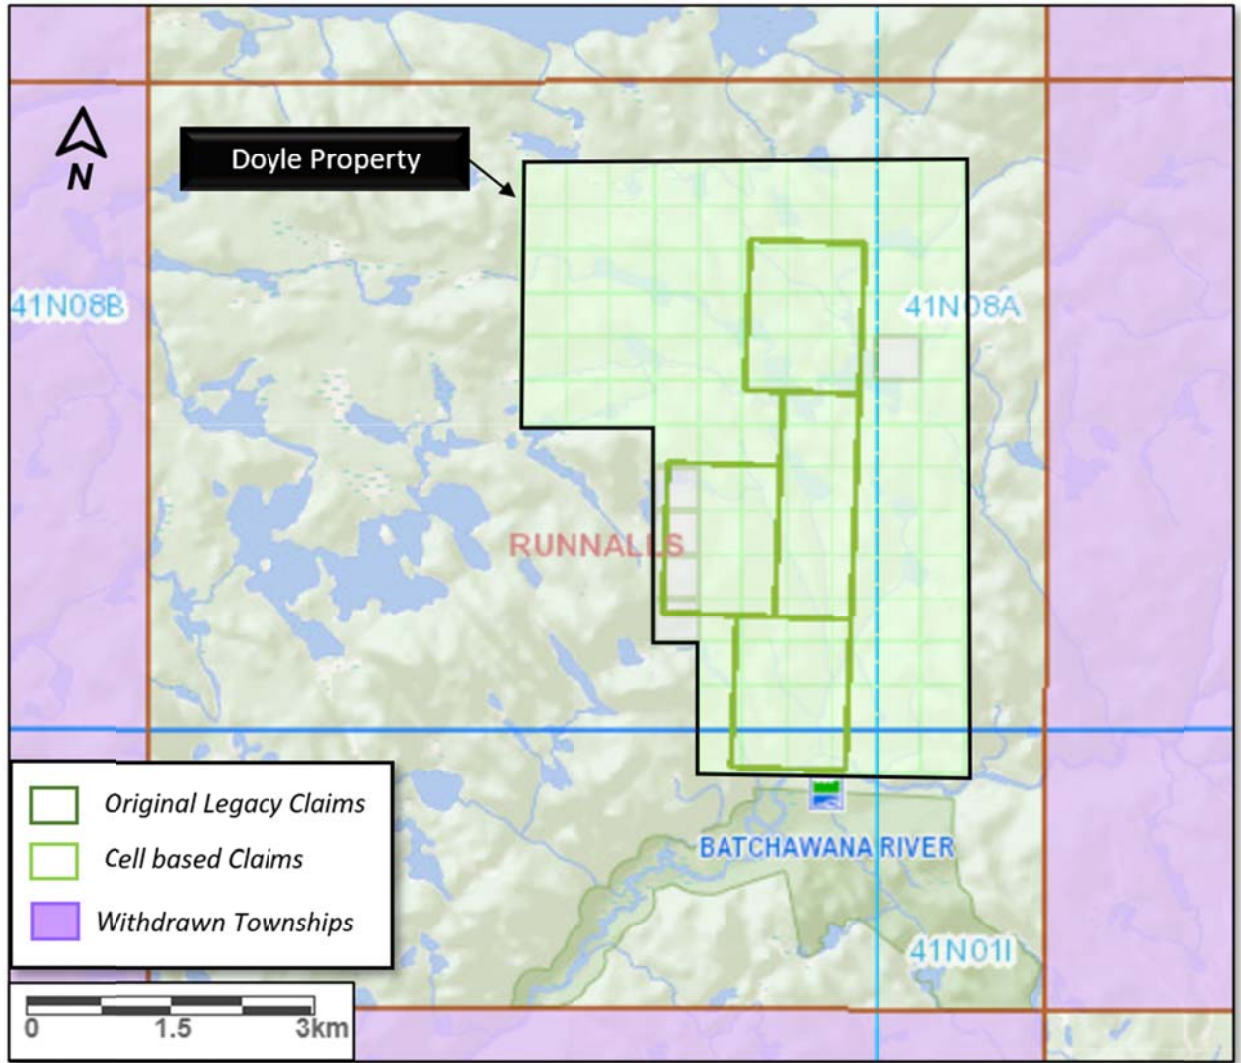 N
Doyle Property
41N08B
41N08A
RUNNALLS
Original Legacy Claims
Cell based Claims
Withdrawn Townships
BATCHAWANA RIVER
41N01I
0 1.5 3km